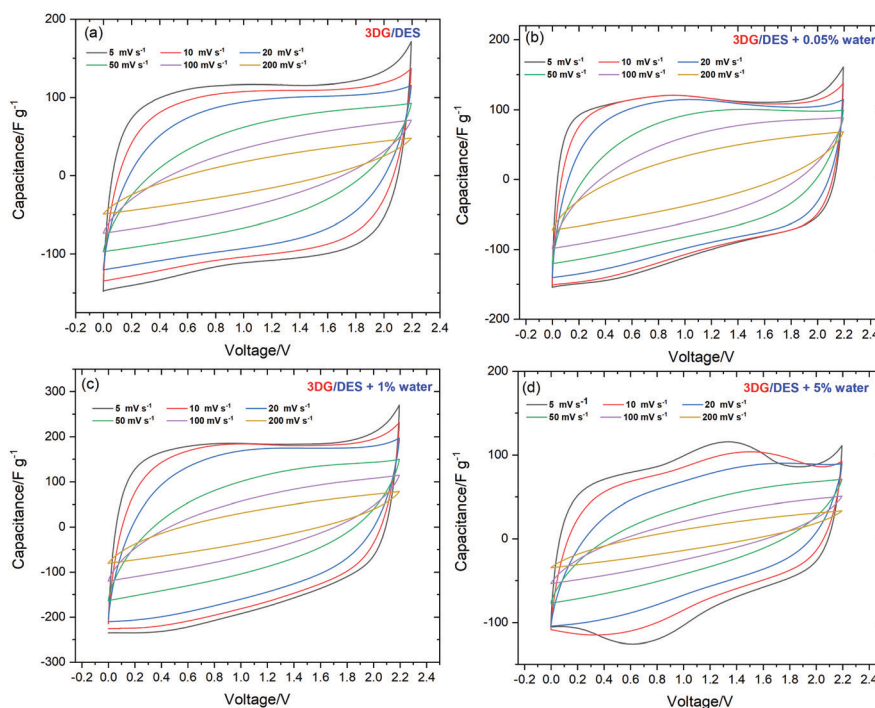 (a)
3DG/DES
5 mV s-1
10 mV s-1
20 mV s-1
50 mV s-1
100 mV s-1
200 mV s-1
Capacitance/F g-1
200
100
0
-100
-0.2 0.0 0.2 0.4 0.6 0.8 1.0 1.2 1.4 1.6 1.8 2.0 2.2 2.4
Voltage/V
(b)
3DG/DES + 0.05% water
5 mV s-1
10 mV s-1
20 mV s-1
50 mV s-1
100 mV s-1
200 mV s-1
Capacitance/F g-1
200
100
0
-100
-200
-0.2 0.0 0.2 0.4 0.6 0.8 1.0 1.2 1.4 1.6 1.8 2.0 2.2 2.4
Voltage/V
(c)
3DG/DES + 1% water
5 mV s-1
10 mV s-1
20 mV s-1
50 mV s-1
100 mV s-1
200 mV s-1
Capacitance/F g-1
300
200
100
0
-100
-200
-300
-0.2 0.0 0.2 0.4 0.6 0.8 1.0 1.2 1.4 1.6 1.8 2.0 2.2 2.4
Voltage/V
(d)
3DG/DES + 5% water
5 mV s-1
10 mV s-1
20 mV s-1
50 mV s-1
100 mV s-1
200 mV s-1
Capacitance/F g-1
200
100
0
-100
-0.2 0.0 0.2 0.4 0.6 0.8 1.0 1.2 1.4 1.6 1.8 2.0 2.2 2.4
Voltage/V